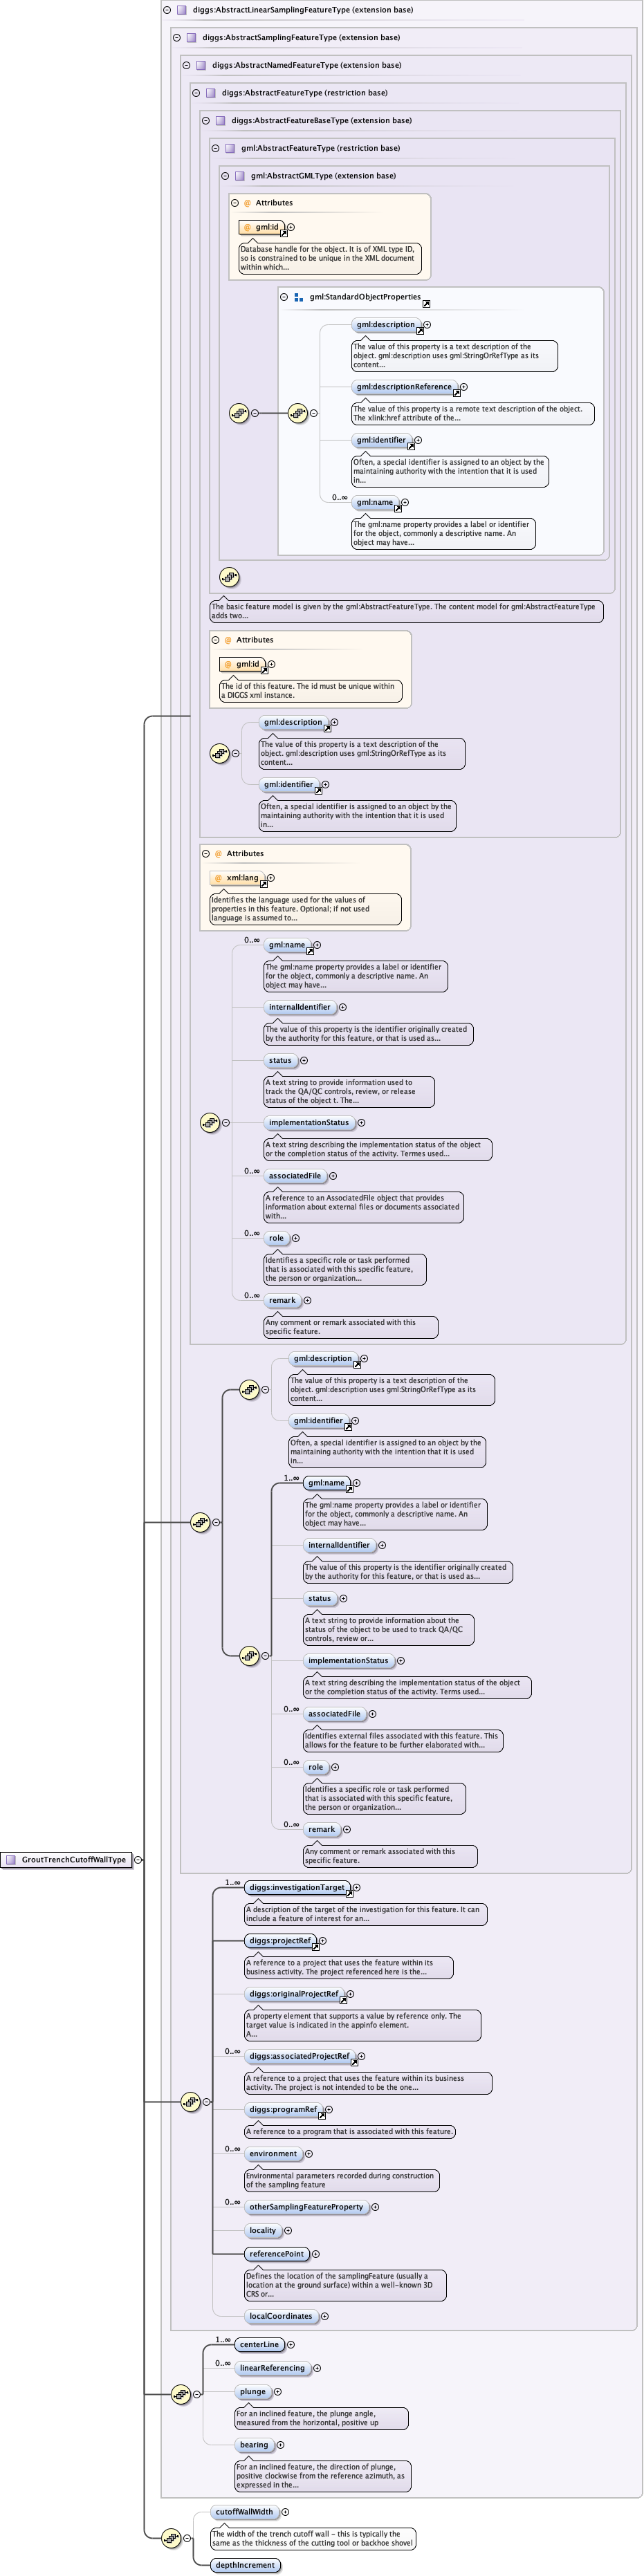 diggs:AbstractLinearSamplingFeatureType (extension base)
diggs:AbstractSamplingFeatureType (extension base)
diggs:AbstractNamedFeatureType (extension base)
diggs:AbstractFeatureType (restriction base)
diggs:AbstractFeatureBaseType (extension base)
gml:AbstractFeatureType (restriction base)
gml:AbstractGMLType (extension base)
@ Attributes
@ gml:id
Database handle for the object. It is of XML type ID,
so is constrained to be unique in the XML document
within which...
gml:StandardObjectProperties
gml:description
The value of this property is a text description of the
object. gml:description uses gml:StringOrRefType as its
content...
gml:descriptionReference
The value of this property is a remote text description of the object.
The xlink:href attribute of the...
gml:identifier
Often, a special identifier is assigned to an object by the
maintaining authority with the intention that it is used
in...
0..∞
gml:name
The gml:name property provides a label or identifier
for the object, commonly a descriptive name. An
object may have...
The basic feature model is given by the gml:AbstractFeatureType. The content model for gml:AbstractFeatureType
adds two...
@ Attributes
@ gml:id
The id of this feature. The id must be unique within
a DIGGS xml instance.
gml:description
The value of this property is a text description of the
object. gml:description uses gml:StringOrRefType as its
content...
gml:identifier
Often, a special identifier is assigned to an object by the
maintaining authority with the intention that it is used
in...
@ Attributes
@ xml:lang
Identifies the language used for the values of
properties in this feature. Optional; if not used
language is assumed to...
0..∞
gml:name
The gml:name property provides a label or identifier
for the object, commonly a descriptive name. An
object may have...
internalIdentifier
The value of this property is the identifier originally created
by the authority for this feature, or that is used as...
status
A text string to provide information used to
track the QA/QC controls, review, or release
status of the object t. The...
implementationStatus
A text string describing the implementation status of the object
or the completion status of the activity. Termes used...
0..∞
associatedFile
A reference to an AssociatedFile object that provides
information about external files or documents associated
with...
0..∞
role
Identifies a specific role or task performed
that is associated with this specific feature,
the person or organization...
0..∞
remark
Any comment or remark associated with this
specific feature.
gml:description
The value of this property is a text description of the
object. gml:description uses gml:StringOrRefType as its
content...
gml:identifier
Often, a special identifier is assigned to an object by the
maintaining authority with the intention that it is used
in...
1..∞
gml:name
The gml:name property provides a label or identifier
for the object, commonly a descriptive name. An
object may have...
internalIdentifier
The value of this property is the identifier originally created
by the authority for this feature, or that is used as...
status
A text string to provide information about the
status of the object to be used to track QA/QC
controls, review or...
implementationStatus
A text string describing the implementation status of the object
or the completion status of the activity. Terms used...
0..∞
associatedFile
Identifies external files associated with this feature. This
allows for the feature to be further elaborated with...
0..∞
role
Identifies a specific role or task performed
that is associated with this specific feature,
the person or organization...
0..∞
remark
Any comment or remark associated with this
specific feature.
GroutTrenchCutoffWallType
1..∞
diggs:investigationTarget
A description of the target of the investigation for this feature. It can
include a feature of interest for an...
diggs:projectRef
A reference to a project that uses the feature within its
business activity. The project referenced here is the...
diggs:originalProjectRef
A property element that supports a value by reference only. The
target value is indicated in the appinfo element.
A...
0..∞
diggs:associatedProjectRef
A reference to a project that uses the feature within its business
activity. The project is not intended to be the one...
diggs:programRef
A reference to a program that is associated with this feature.
0..∞
environment
Environmental parameters recorded during construction
of the sampling feature
0..∞
otherSamplingFeatureProperty
locality
referencePoint
Defines the location of the samplingFeature (usually a
location at the ground surface) within a well-known 3D
CRS or...
localCoordinates
1..∞
centerLine
0..∞
linearReferencing
plunge
For an inclined feature, the plunge angle,
measured from the horizontal, positive up
bearing
For an inclined feature, the direction of plunge,
positive clockwise from the reference azimuth, as
expressed in the...
cutoffWallWidth
The width of the trench cutoff wall - this is typically the
same as the thickness of the cutting tool or backhoe shovel
depthIncrement